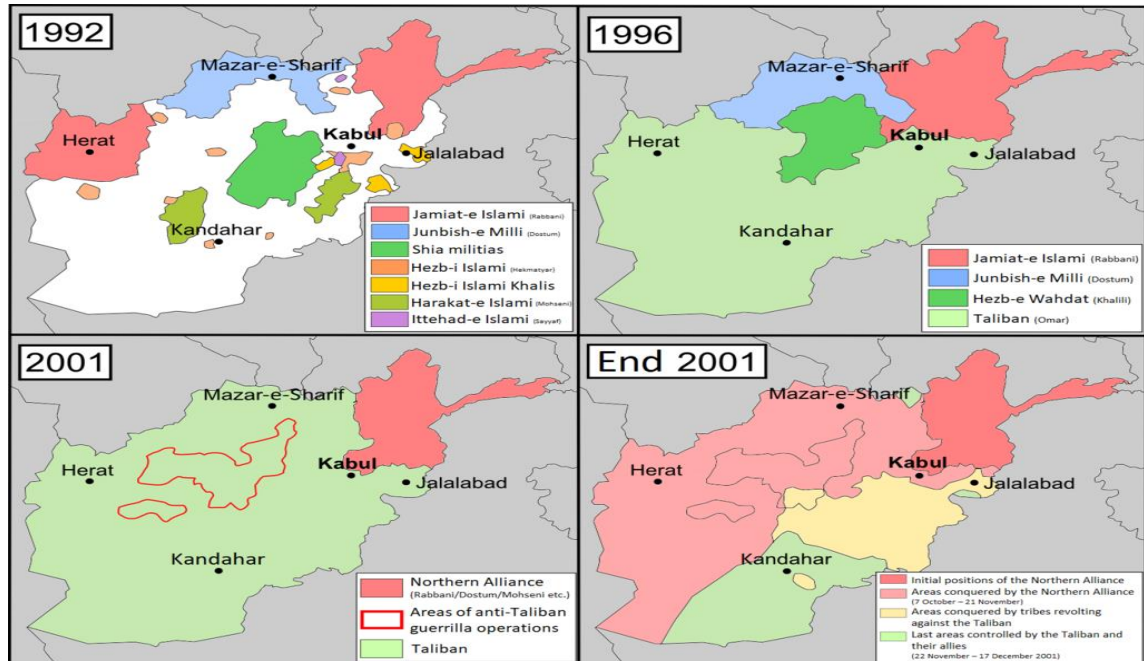 1992
Mazar-e-Sharif
Herat
Kabul
Jalalabad
Kandahar
Jamiat-e Islami (Rabbani)
Junbish-e Milli (Dostum)
Shia militias
Hezb-i Islami (Hekmatyar)
Hezb-i Islami Khalis
Harakat-e Islami (Mohseni)
Ittehad-e Islami (Sayyaf)
1996
Mazar-e-Sharif
Herat
Kabul
Jalalabad
Kandahar
Jamiat-e Islami (Rabbani)
Junbish-e Milli (Dostum)
Hezb-e Wahdat (Khalili)
Taliban (Omar)
2001
Mazar-e-Sharif
Herat
Kabul
Jalalabad
Kandahar
Northern Alliance
(Rabbani/Dostum/Mohseni etc.)
Areas of anti-Taliban
guerrilla operations
Taliban
End 2001
Mazar-e-Sharif
Herat
Kabul
Jalalabad
Kandahar
Initial positions of the Northern Alliance
Areas conquered by the Northern Alliance
(7 October – 21 November)
Areas conquered by tribes revolting
against the Taliban
Last areas controlled by the Taliban and
their allies
(22 November – 17 December 2001)